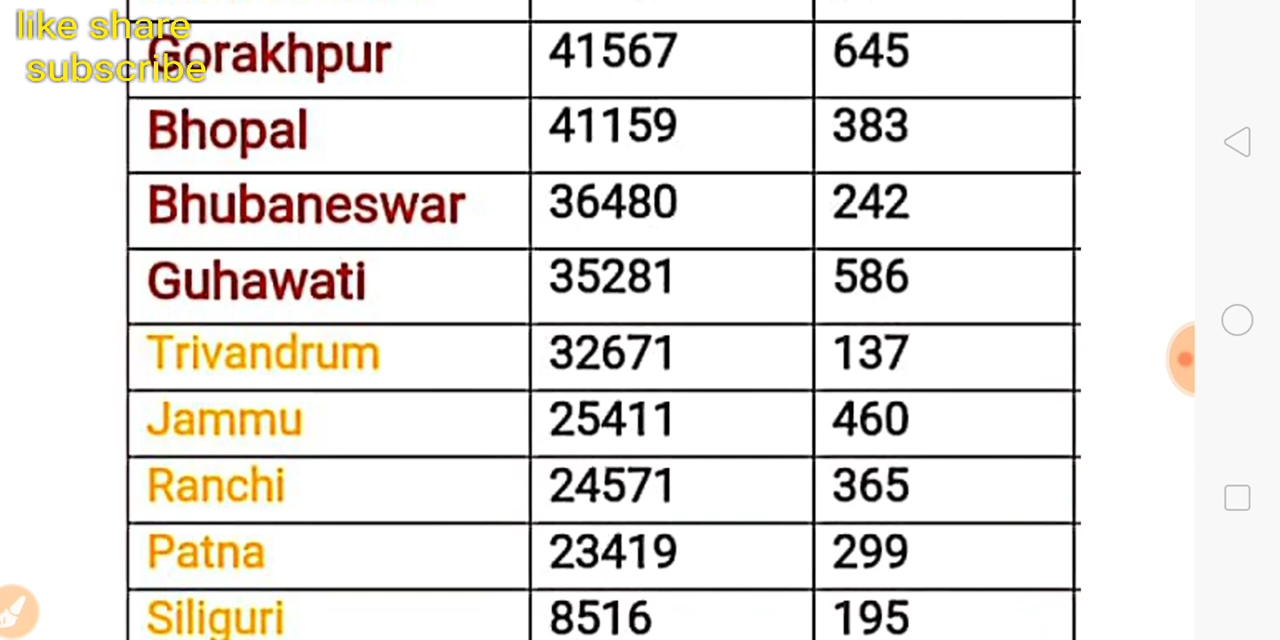 like share
subscribe
Gorakhpur 41567 645
Bhopal 41159 383
Bhubaneswar 36480 242
Guhawati 35281 586
Trivandrum 32671 137
Jammu 25411 460
Ranchi 24571 365
Patna 23419 299
Siliguri 8516 195